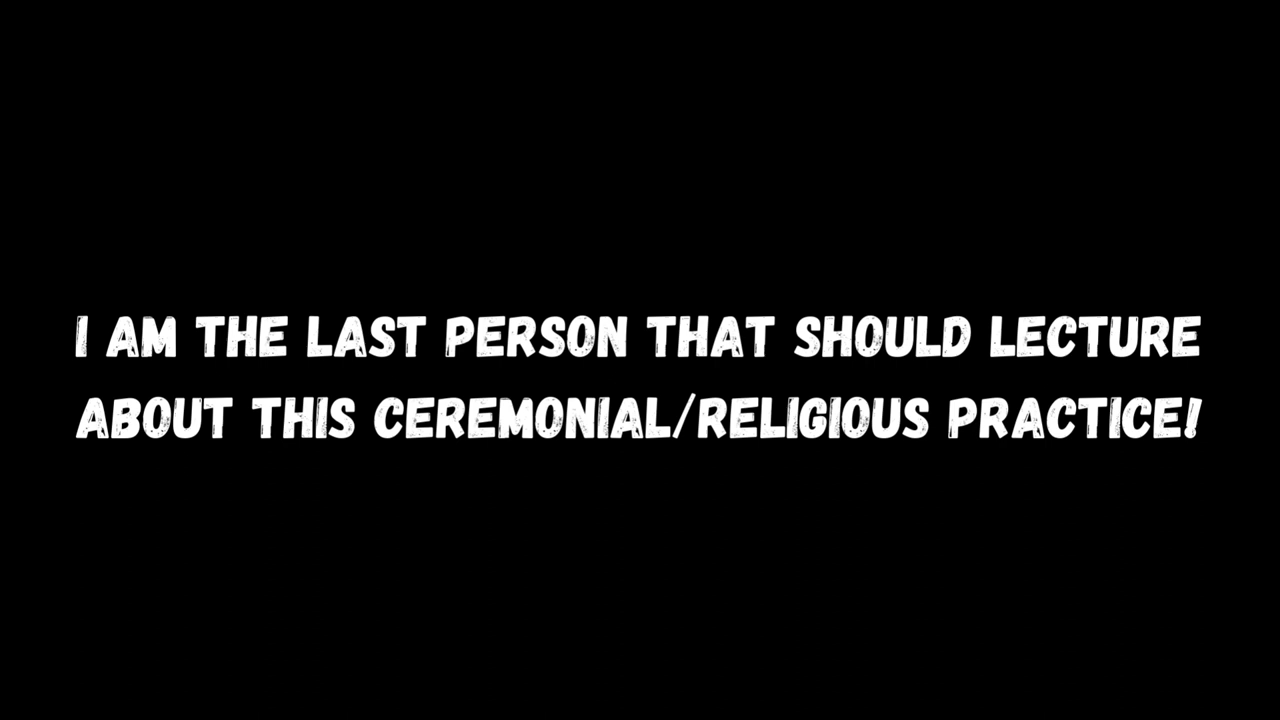 I AM THE LAST PERSON THAT SHOULD LECTURE
ABOUT THIS CEREMONIAL/RELIGIOUS PRACTICE!